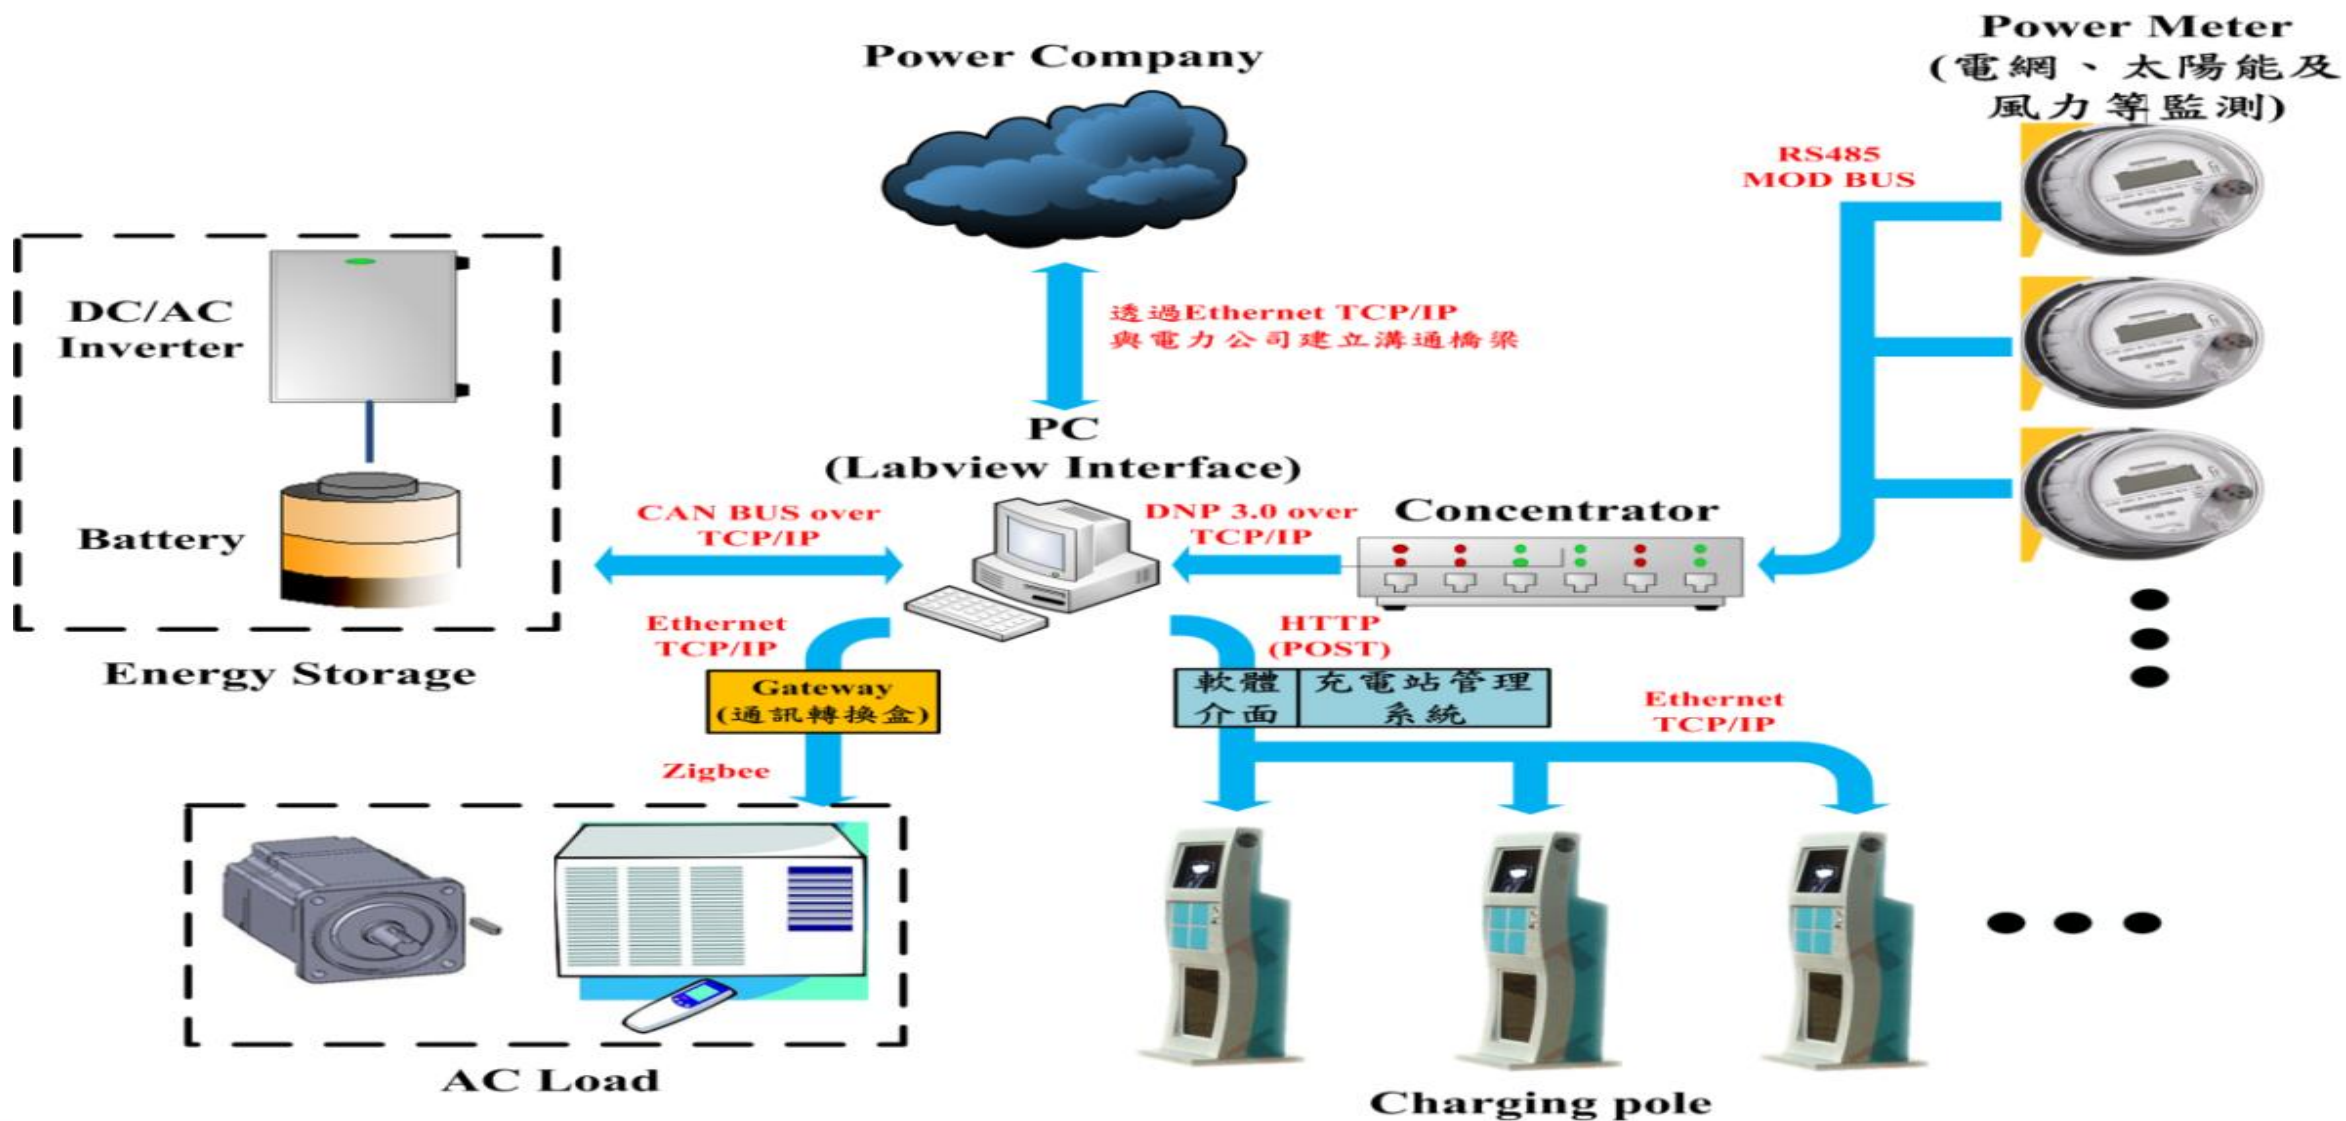 Power Company
Power Meter
(電網、太陽能及
風力等監測)
RS485
MOD BUS
DC/AC
Inverter
透過Ethernet TCP/IP
與電力公司建立溝通橋梁
PC
(Labview Interface)
Battery
CAN BUS over
TCP/IP
DNP 3.0 over
TCP/IP
Concentrator
Energy Storage
Ethernet
TCP/IP
HTTP
(POST)
Gateway
(通訊轉換盒)
軟體
介面
充電站管理
系統
Ethernet
TCP/IP
Zigbee
AC Load
Charging pole